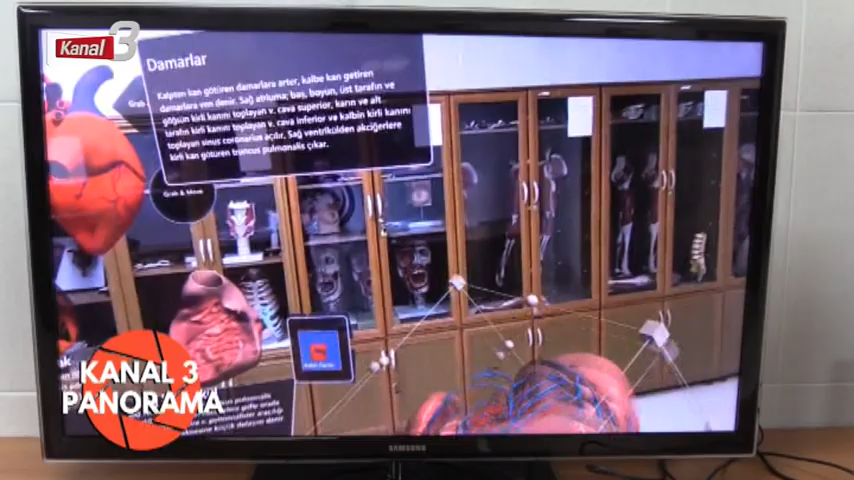 Kanal 3
Damarlar
Kalpten kan götüren damarlara arter, kalbe kan getiren
damarlara ven denir. Sağ atriuma; baş, boyun, üst tarafın ve
göğsün kirli kanını toplayan v. cava superior, karın ve alt
tarafın kirli kanını toplayan v. cava inferior ve kalbin kirli kanını
toplayan sinus coronarius açılır. Sağ ventrikülden akciğerlere
kirli kan götüren truncus pulmonalis çıkar.
Grab
Grab & Move
KANAL 3
PANORAMA
SAMSUNG